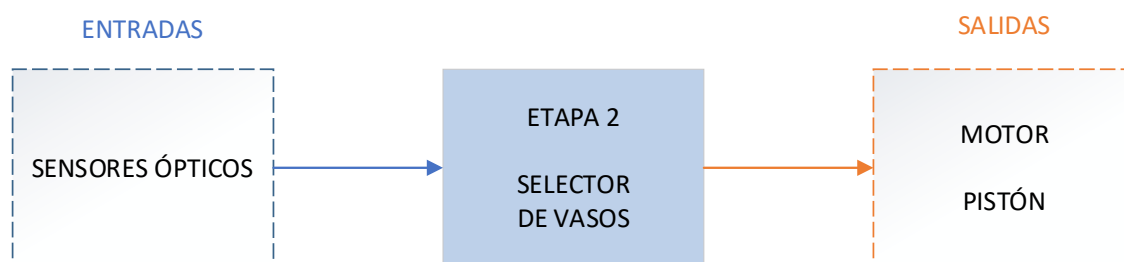 ENTRADAS
SALIDAS
SENSORES ÓPTICOS
ETAPA 2
SELECTOR
DE VASOS
MOTOR
PISTÓN